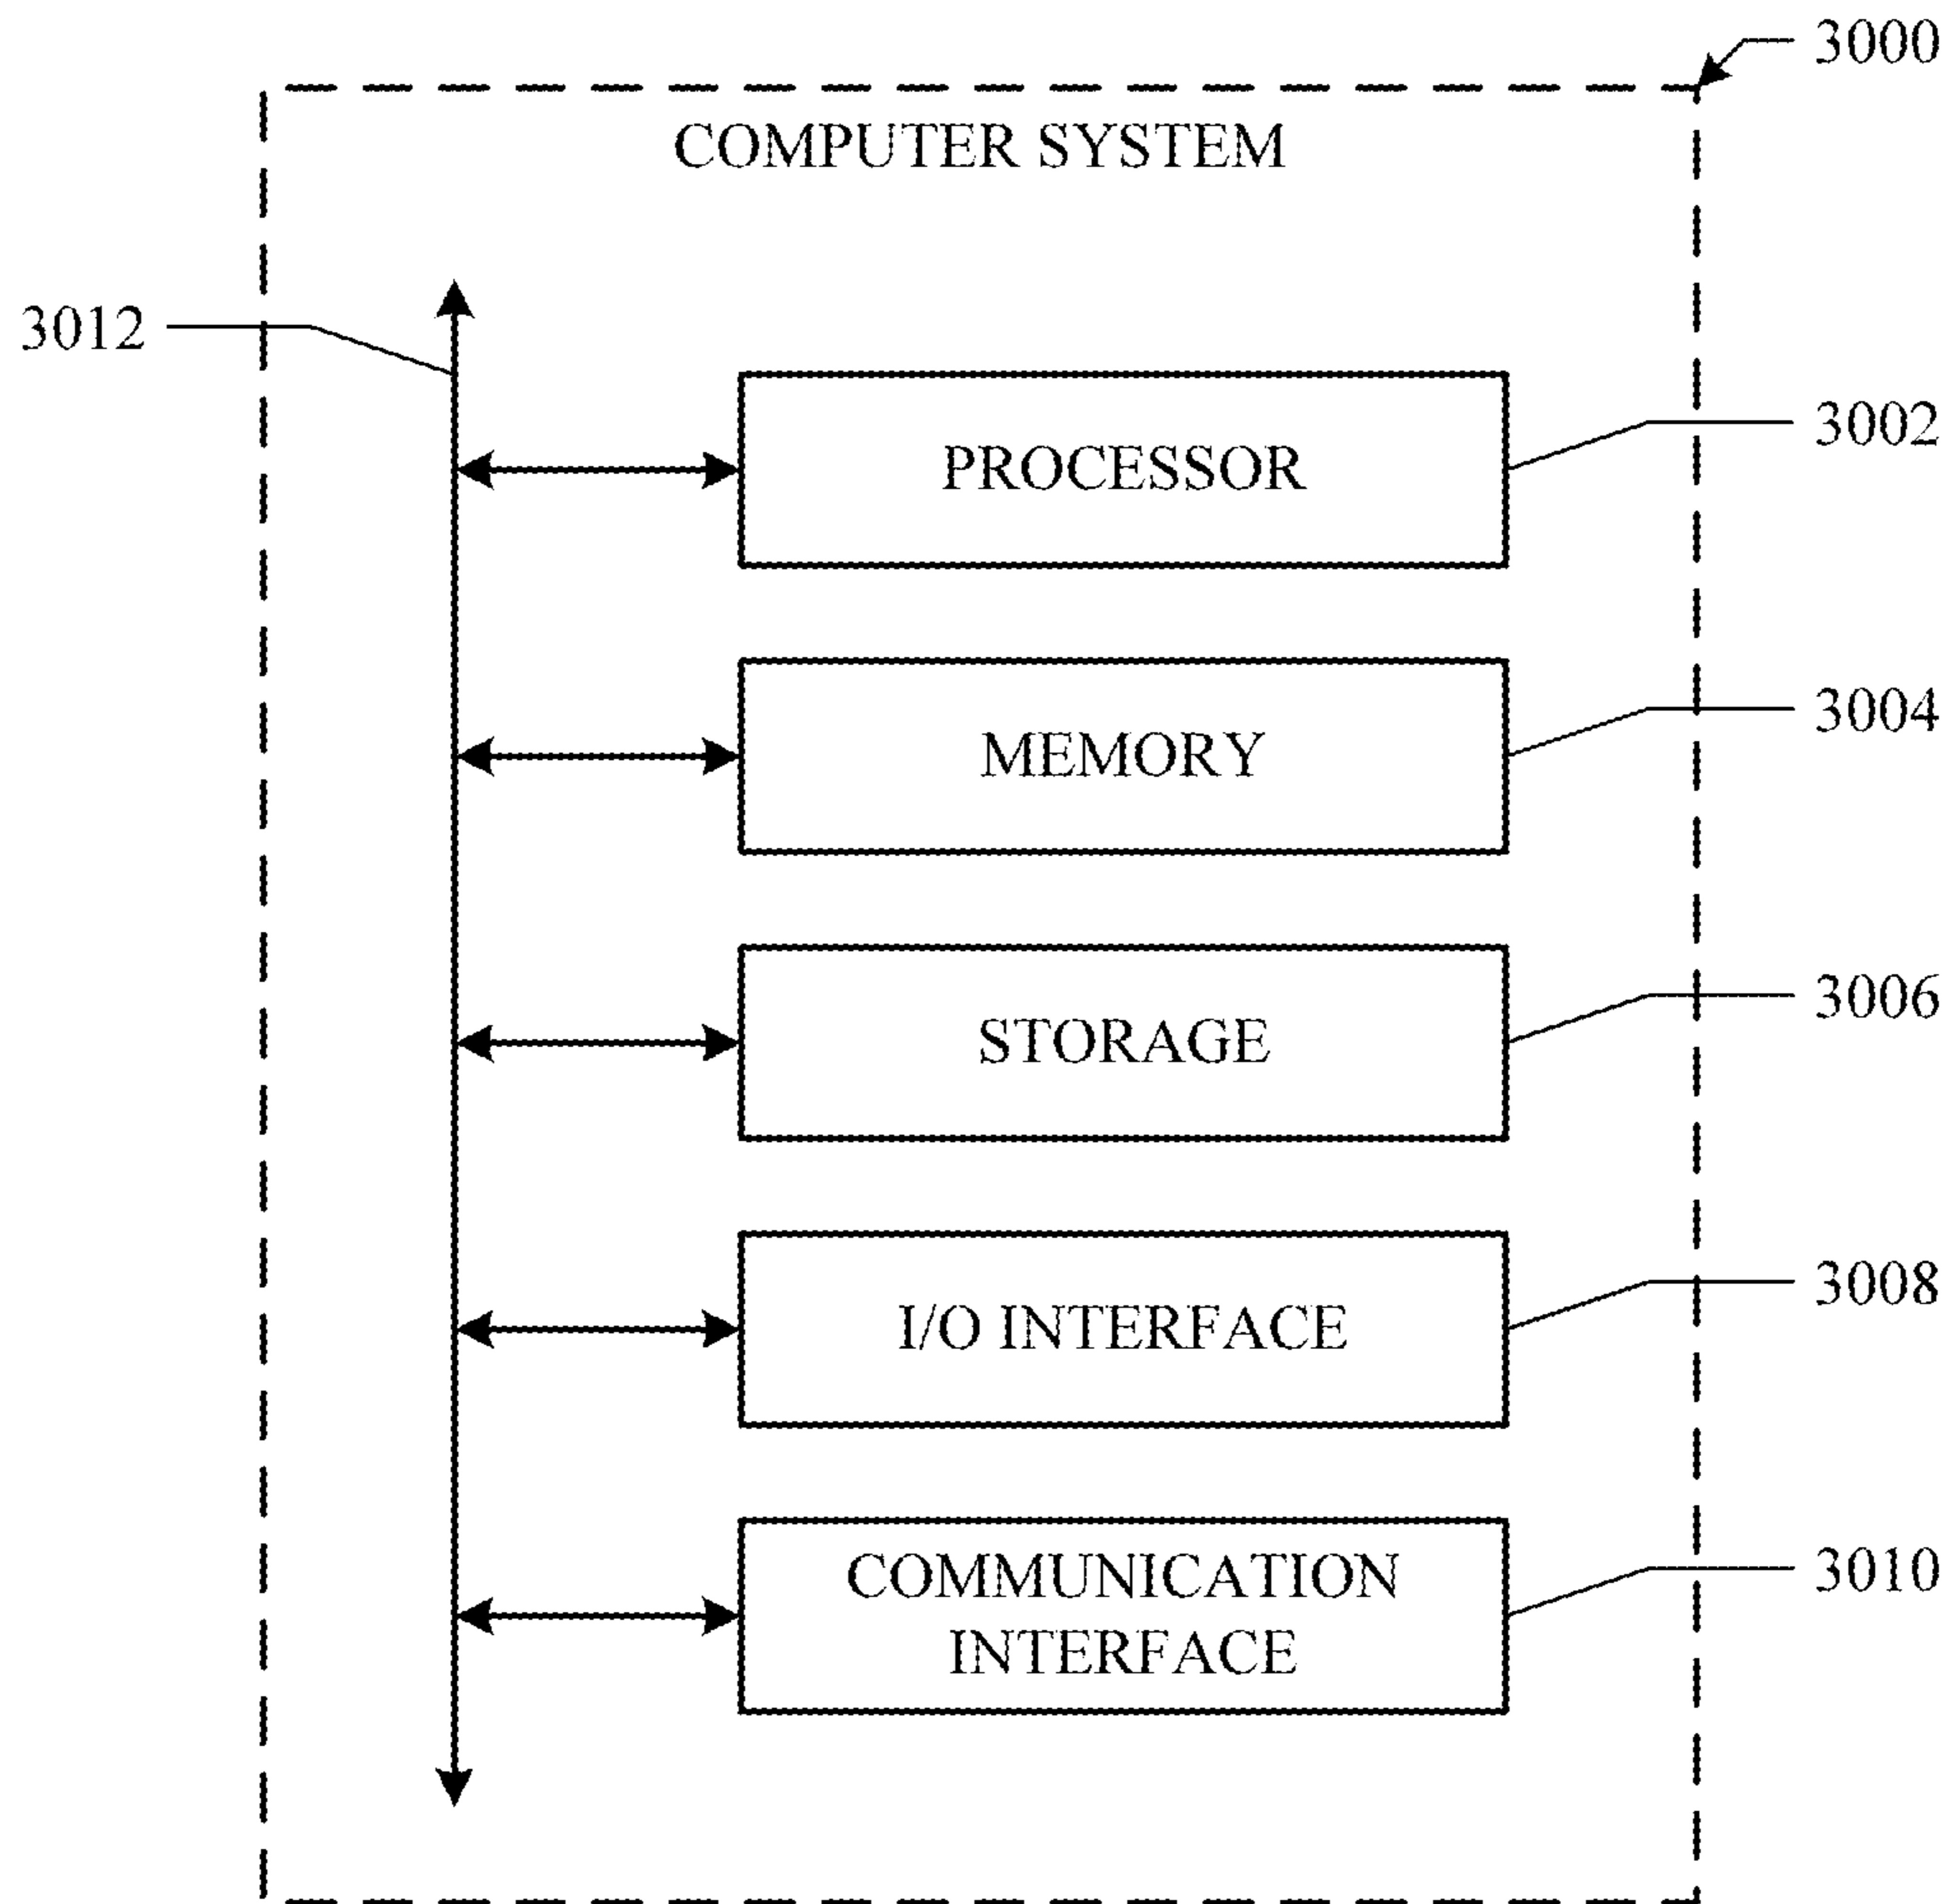 3000
COMPUTER SYSTEM
3012
3002
PROCESSOR
3004
MEMORY
3006
STORAGE
3008
I/O INTERFACE
3010
COMMUNICATION
INTERFACE